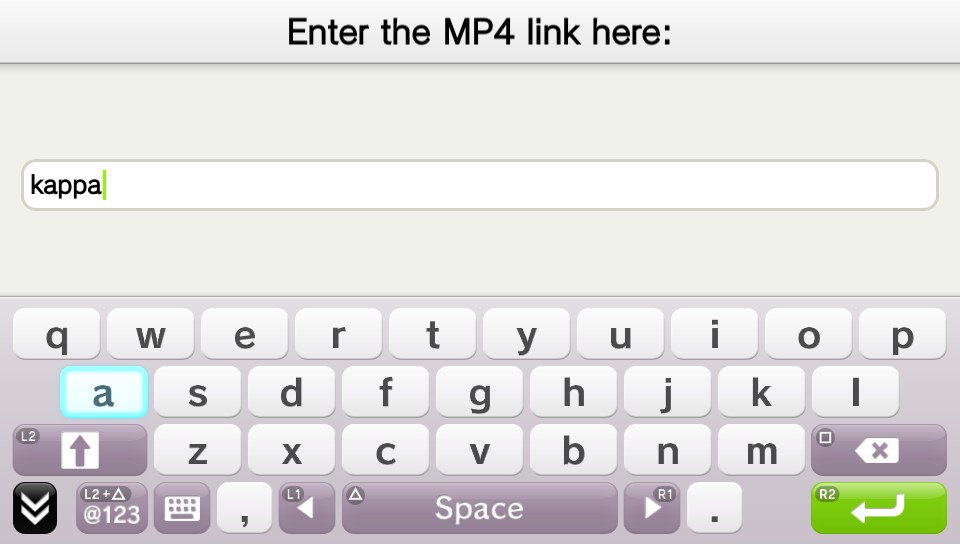 Enter the MP4 link here:
kappa
q w e r t y u i o p
a s d f g h j k l
L2 z x c v b n m
L2+△ @123 , L1 △ Space R1 . R2